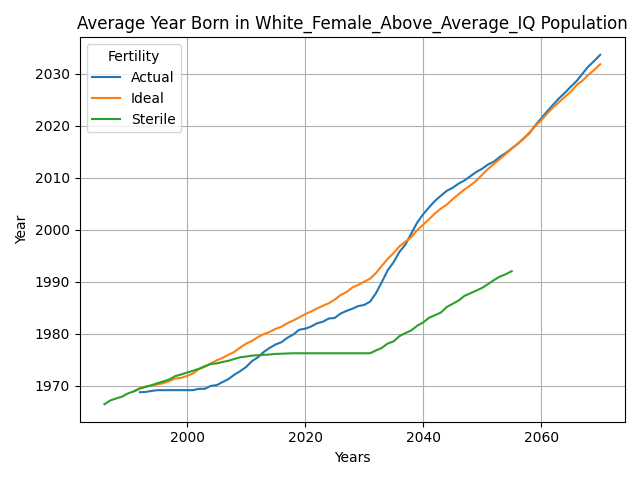 Average Year Born in White_Female_Above_Average_IQ Population
Fertility
Actual
Ideal
Sterile
2030
2020
2010
2000
1990
1980
1970
Year
2000
2020
2040
2060
Years